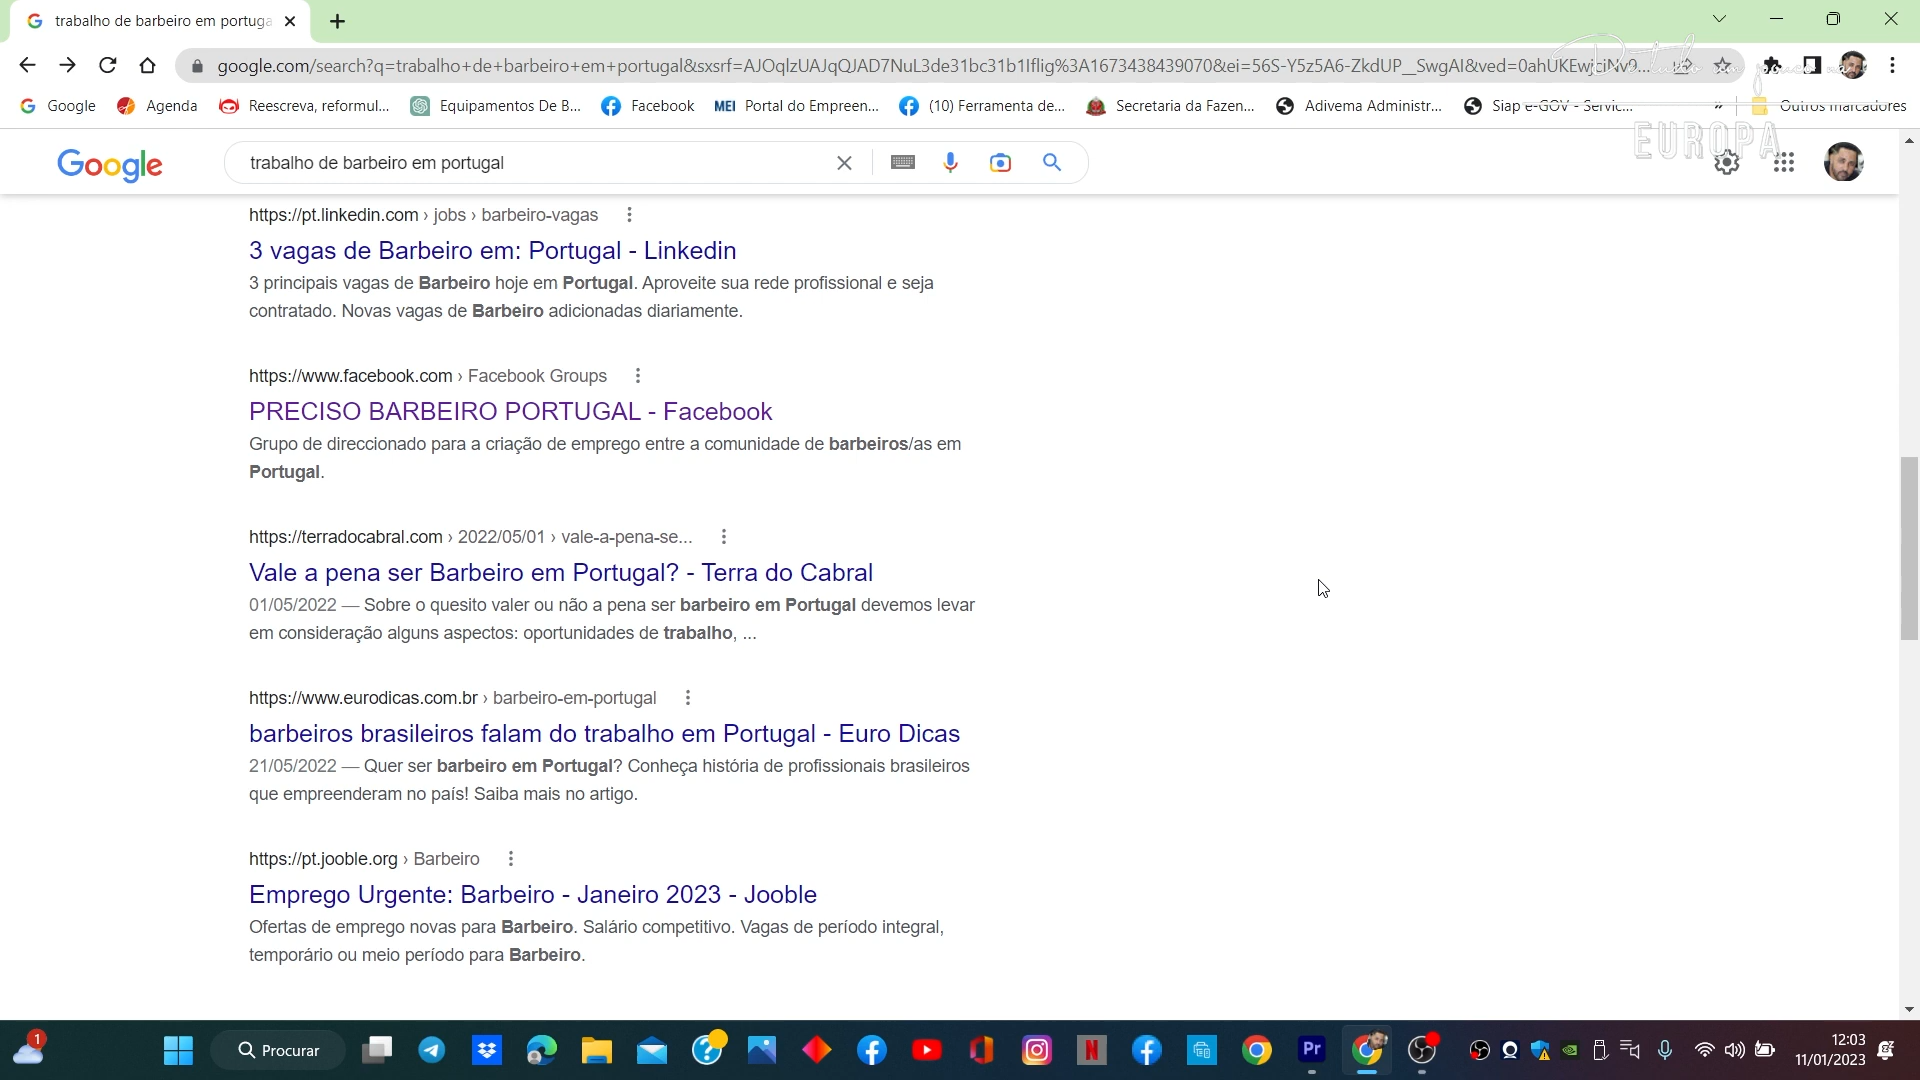 trabalho de barbeiro em portuga
google.com/search?q=trabalho+de+barbeiro+em+portugal&sxsrf=AJOqlzUAJqQJAD7NuL3de31bc31b1lflig%3A1673438439070&ei=56S-Y5z5A6-ZkdUP__SwgAI&ved=0ahUKEwjc
Google Agenda Reescreva, reformul... Equipamentos De B... Facebook MEI Portal do Empreen... (10) Ferramenta de... Secretaria da Fazen... Adivema Administr... Siap e-GOV - Servic... » Outros marcadores
EUROPA
Google trabalho de barbeiro em portugal
https://pt.linkedin.com › jobs › barbeiro-vagas
3 vagas de Barbeiro em: Portugal - Linkedin
3 principais vagas de Barbeiro hoje em Portugal. Aproveite sua rede profissional e seja
contratado. Novas vagas de Barbeiro adicionadas diariamente.
https://www.facebook.com › Facebook Groups
PRECISO BARBEIRO PORTUGAL - Facebook
Grupo de direccionado para a criação de emprego entre a comunidade de barbeiros/as em
Portugal.
https://terradocabral.com › 2022/05/01 › vale-a-pena-se...
Vale a pena ser Barbeiro em Portugal? - Terra do Cabral
01/05/2022 — Sobre o quesito valer ou não a pena ser barbeiro em Portugal devemos levar
em consideração alguns aspectos: oportunidades de trabalho, ...
https://www.eurodicas.com.br › barbeiro-em-portugal
barbeiros brasileiros falam do trabalho em Portugal - Euro Dicas
21/05/2022 — Quer ser barbeiro em Portugal? Conheça história de profissionais brasileiros
que empreenderam no país! Saiba mais no artigo.
https://pt.jooble.org › Barbeiro
Emprego Urgente: Barbeiro - Janeiro 2023 - Jooble
Ofertas de emprego novas para Barbeiro. Salário competitivo. Vagas de período integral,
temporário ou meio período para Barbeiro.
1 Procurar N Pr 12:03
11/01/2023